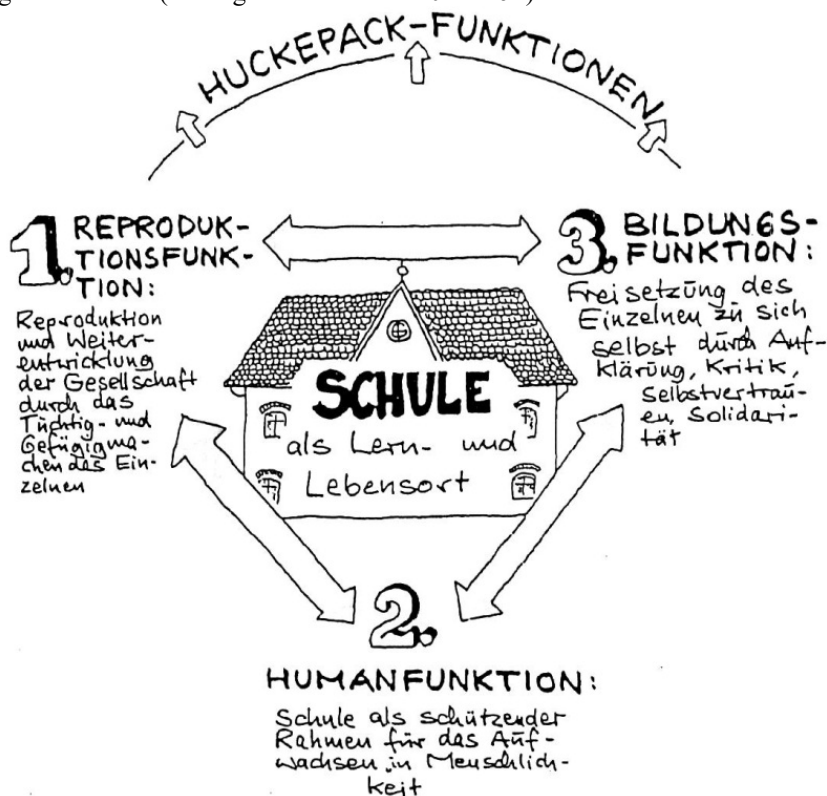 HUCKEPACK-FUNKTIONEN
1. REPRODUK-
TIONSFUNK-
TION:
Reproduktion
und Weiter-
entwicklung
der Gesellschaft
durch das
Tüchtig- und
Gefügigma-
chen des Ein-
zelnen
3. BILDUNGS-
FUNKTION:
Freisetzung des
Einzelnen zu sich
selbst durch Auf-
klärung, Kritik,
Selbstvertrau-
en, Solidari-
tät
SCHULE
als Lern- und
Lebensort
2.
HUMANFUNKTION:
Schule als schützender
Rahmen für das Auf-
wachsen in Menschlich-
keit